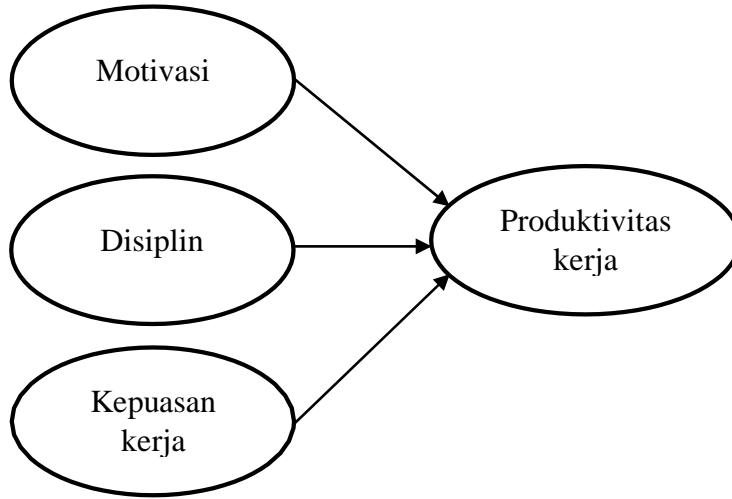 Motivasi
Disiplin
Kepuasan
kerja
Produktivitas
kerja